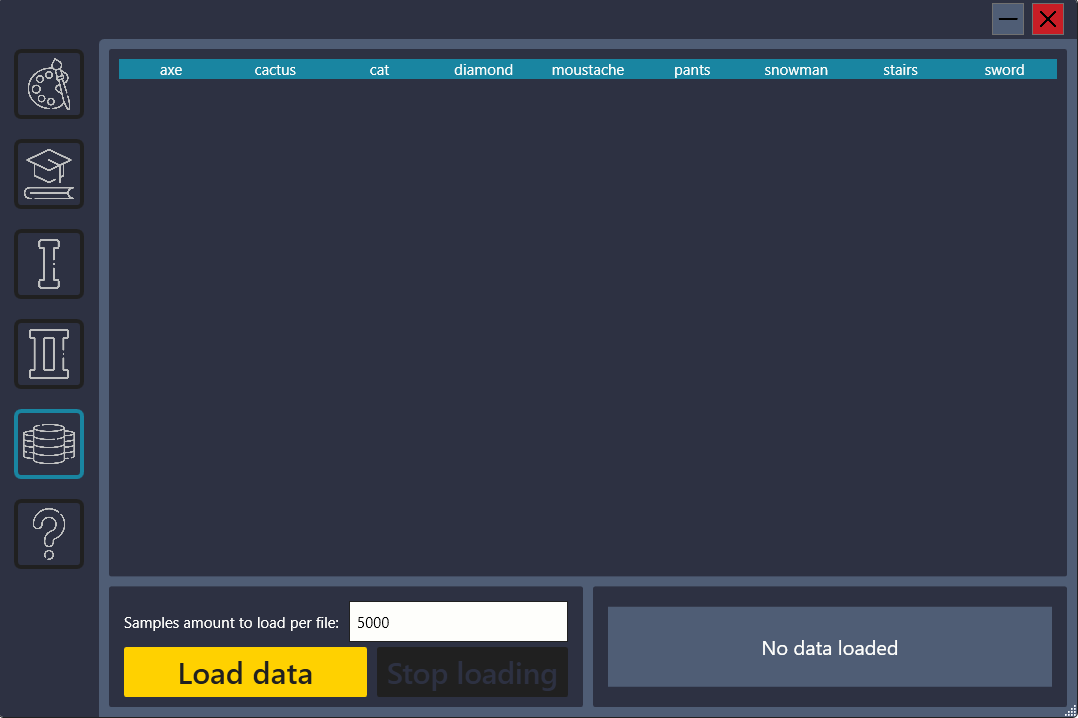 axe cactus cat diamond moustache pants snowman stairs sword
Samples amount to load per file: 5000
Load data Stop loading
No data loaded